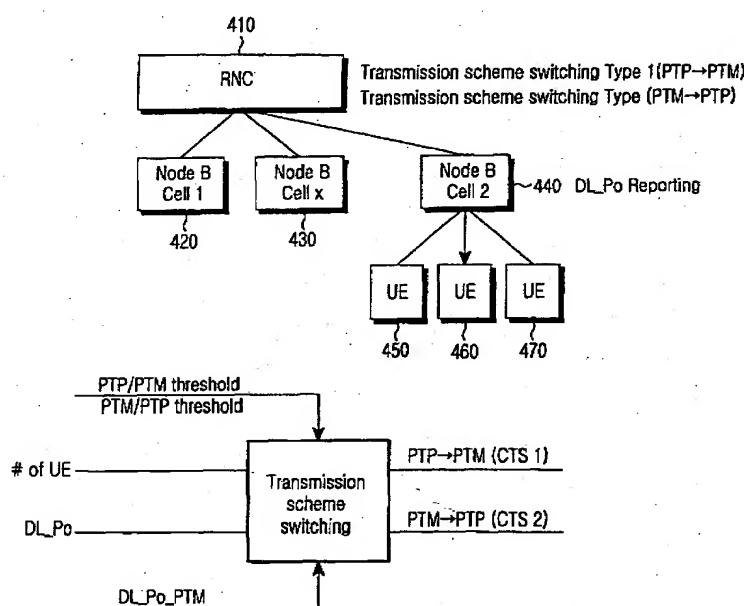 410
RNC
Transmission scheme switching Type 1(PTP→PTM)
Transmission scheme switching Type (PTM→PTP)
Node B
Cell 1
Node B
Cell x
Node B
Cell 2
440 DL_Po Reporting
420
430
UE
UE
UE
450
460
470
PTP/PTM threshold
PTM/PTP threshold
# of UE
DL_Po
Transmission
scheme
switching
PTP→PTM (CTS 1)
PTM→PTP (CTS 2)
DL_Po_PTM